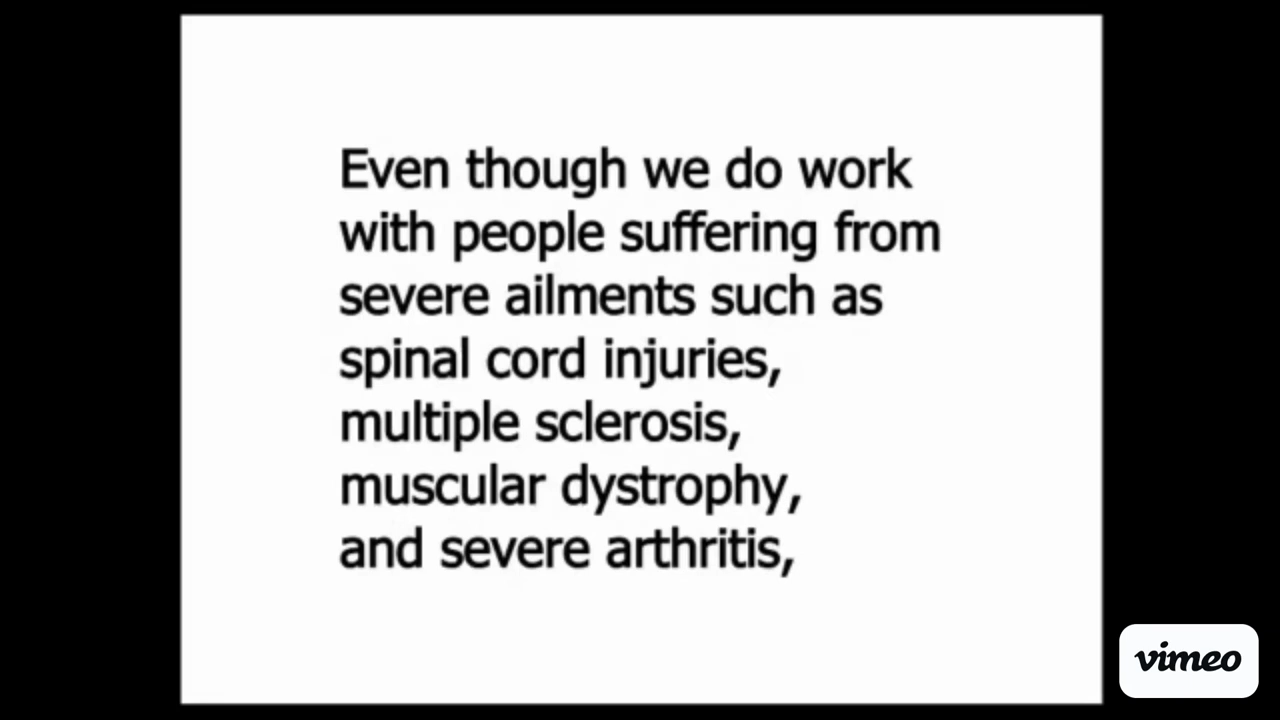 Even though we do work
with people suffering from
severe ailments such as
spinal cord injuries,
multiple sclerosis,
muscular dystrophy,
and severe arthritis,
vimeo